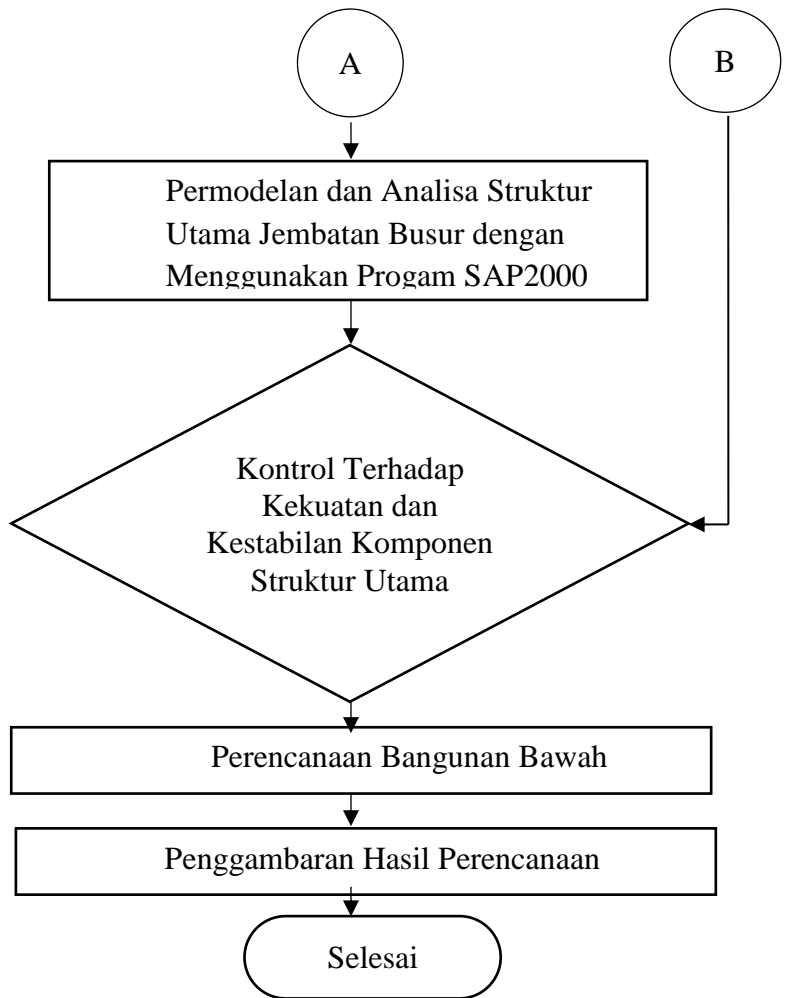 A
B
Permodelan dan Analisa Struktur
Utama Jembatan Busur dengan
Menggunakan Progam SAP2000
Kontrol Terhadap
Kekuatan dan
Kestabilan Komponen
Struktur Utama
Perencanaan Bangunan Bawah
Penggambaran Hasil Perencanaan
Selesai